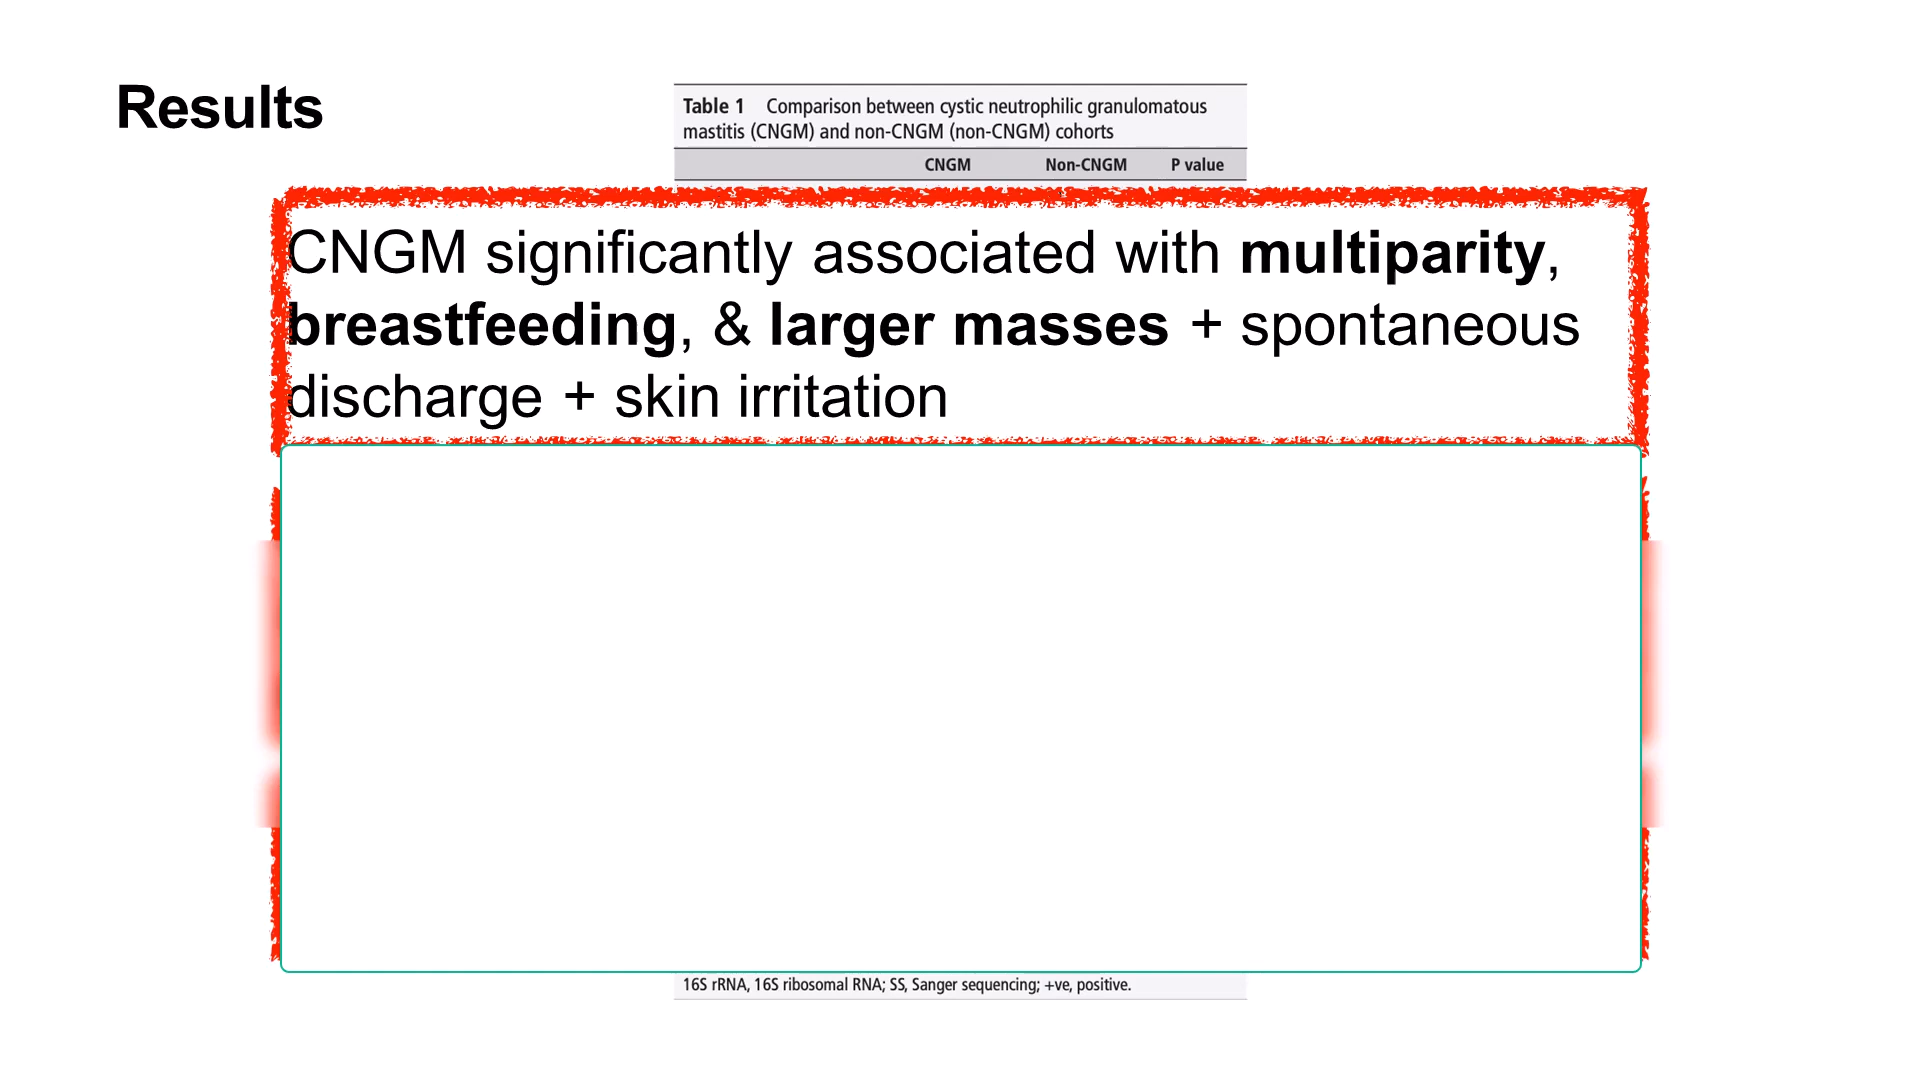 Results
Table 1 Comparison between cystic neutrophilic granulomatous
mastitis (CNGM) and non-CNGM (non-CNGM) cohorts
CNGM Non-CNGM P value
CNGM significantly associated with multiparity,
breastfeeding, & larger masses + spontaneous
discharge + skin irritation
16S rRNA, 16S ribosomal RNA; SS, Sanger sequencing; +ve, positive.